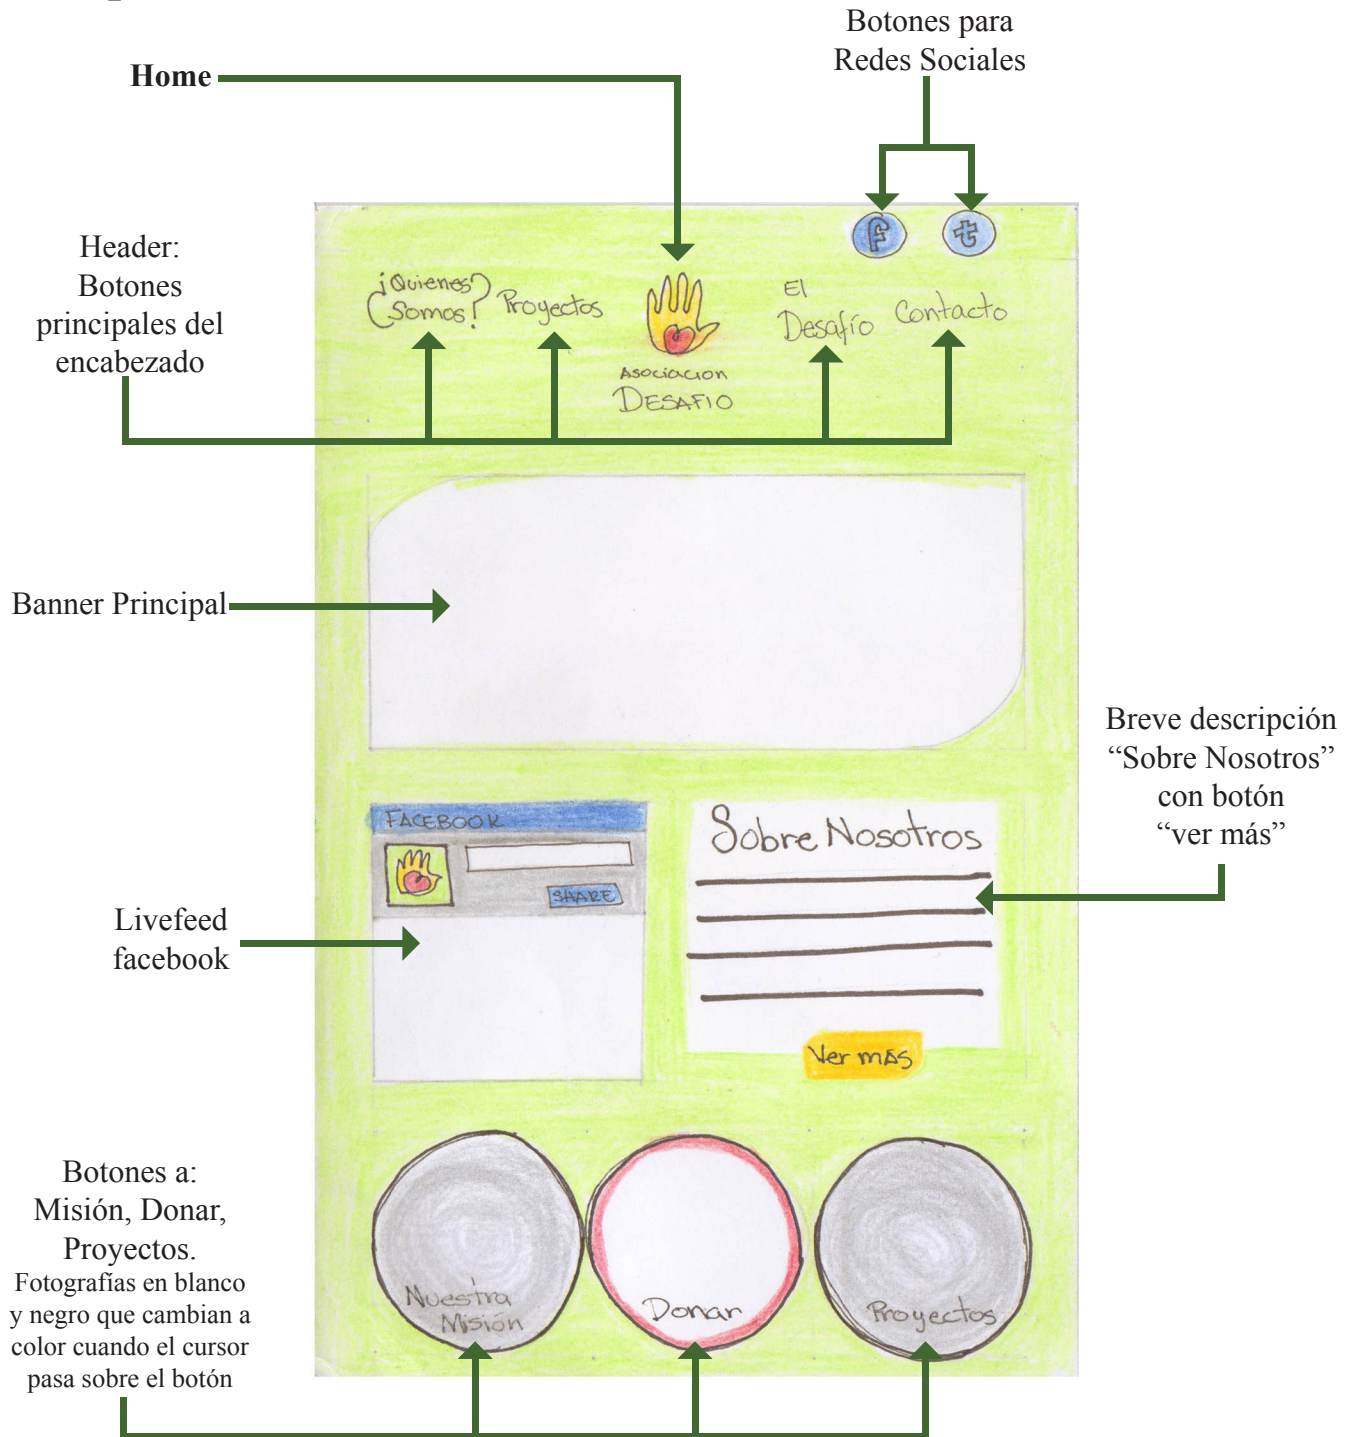 Botones para
Redes Sociales
Home
f
t
Header:
Botones
principales del
encabezado
¿Quienes
Somos?
Proyectos
Asociacion
DESAFIO
El
Desafío
Contacto
Banner Principal
Breve descripción
“Sobre Nosotros”
con botón
“ver más”
FACEBOOK
SHARE
Sobre Nosotros
Ver mAs
Livefeed
facebook
Botones a:
Misión, Donar,
Proyectos.
Fotografías en blanco
y negro que cambian a
color cuando el cursor
pasa sobre el botón
Nuestra
Misión
Donar
Proyectos